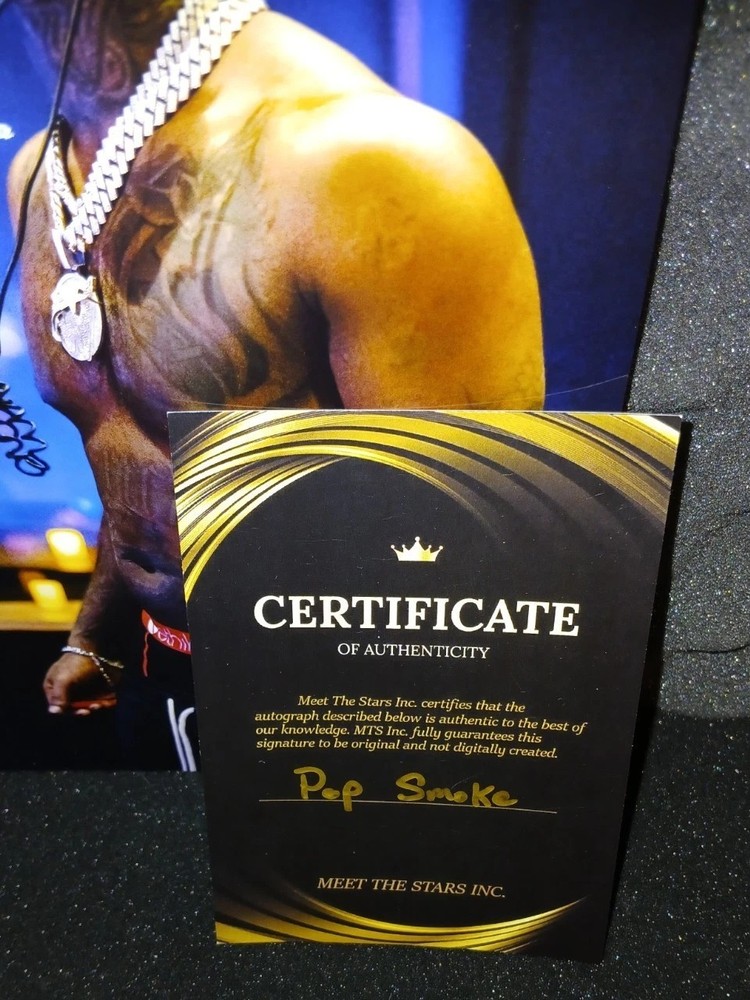 CERTIFICATE
OF AUTHENTICITY
Meet The Stars Inc. certifies that the
autograph described below is authentic to the best of
our knowledge. MTS Inc. fully guarantees this
signature to be original and not digitally created.
Pop Smoke
MEET THE STARS INC.